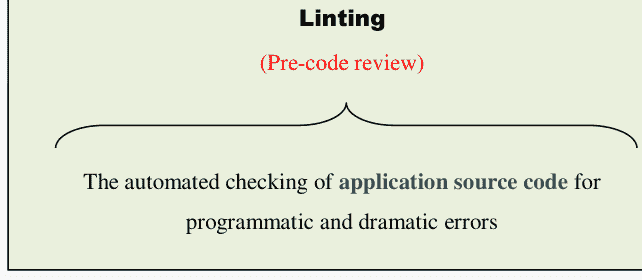 Linting
(Pre-code review)
The automated checking of application source code for
programmatic and dramatic errors